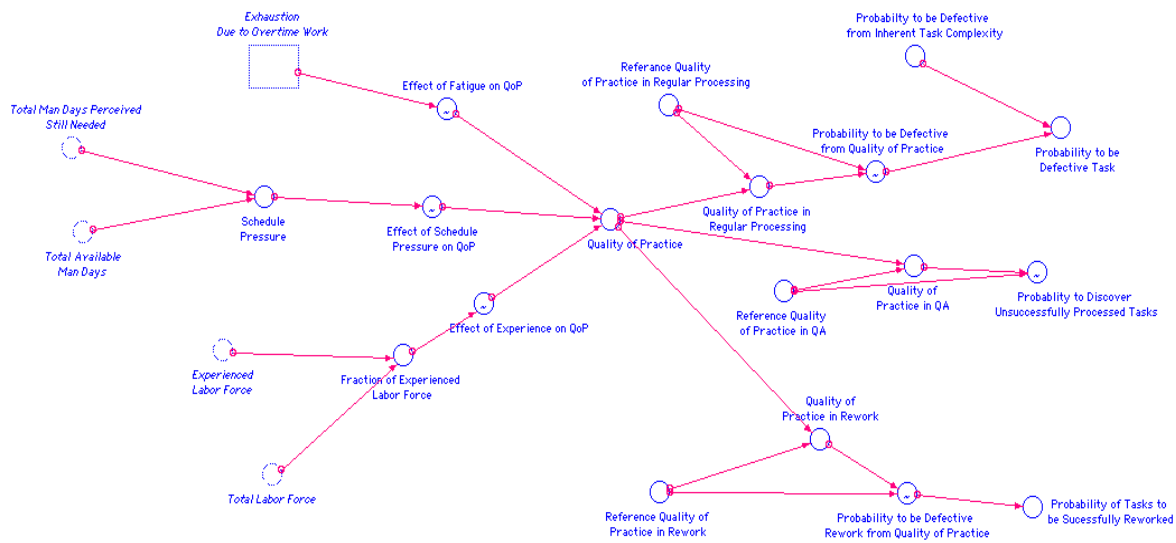 Exhaustion
Due to Overtime Work
Probabilty to be Defective
from Inherent Task Complexity
Referance Quality
of Practice in Regular Processing
Effect of Fatigue on QoP
Total Man Days Perceived
Still Needed
Probability to be Defective
from Quality of Practice
Probability to be
Defective Task
Schedule
Pressure
Effect of Schedule
Pressure on QoP
Quality of Practice
Quality of Practice in
Regular Processing
Total Available
Man Days
Quality of
Practice in QA
Probablity to Discover
Unsuccessfully Processed Tasks
Reference Quality
of Practice in QA
Effect of Experience on QoP
Experienced
Labor Force
Fraction of Experienced
Labor Force
Quality of
Practice in Rework
Total Labor Force
Reference Quality of
Practice in Rework
Probability to be Defective
Rework from Quality of Practice
Probability of Tasks to
be Sucessfully Reworked